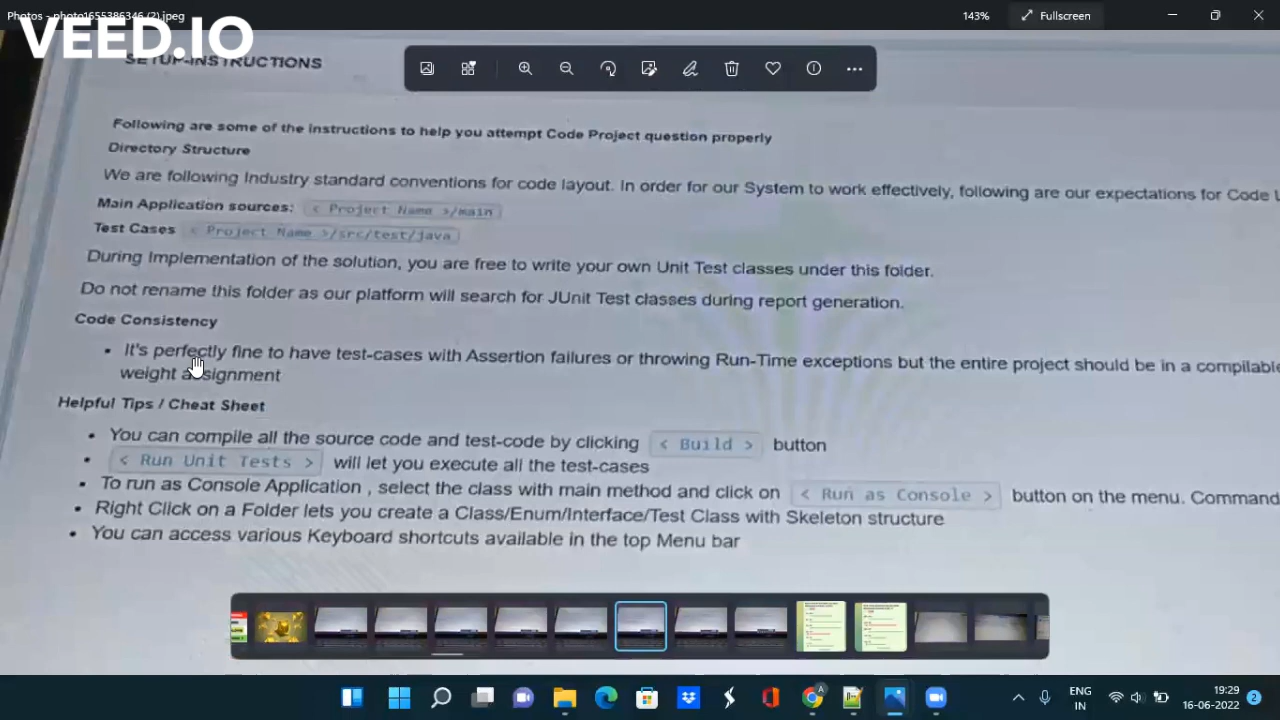 Photos - photo1655386346 (2).jpeg
143%
Fullscreen
VEED.IO
SETUP-INSTRUCTIONS
Following are some of the instructions to help you attempt Code Project question properly
Directory Structure
We are following Industry standard conventions for code layout. In order for our System to work effectively, following are our expectations for Code
Main Application sources: < Project Name >/main
Test Cases < Project Name >/src/test/java
During Implementation of the solution, you are free to write your own Unit Test classes under this folder.
Do not rename this folder as our platform will search for JUnit Test classes during report generation.
Code Consistency
• It's perfectly fine to have test-cases with Assertion failures or throwing Run-Time exceptions but the entire project should be in a compilable
weight assignment
Helpful Tips / Cheat Sheet
• You can compile all the source code and test-code by clicking < Build > button
• < Run Unit Tests > will let you execute all the test-cases
• To run as Console Application , select the class with main method and click on < Run as Console > button on the menu. Command
• Right Click on a Folder lets you create a Class/Enum/Interface/Test Class with Skeleton structure
• You can access various Keyboard shortcuts available in the top Menu bar
ENG
IN
19:29
16-06-2022
2